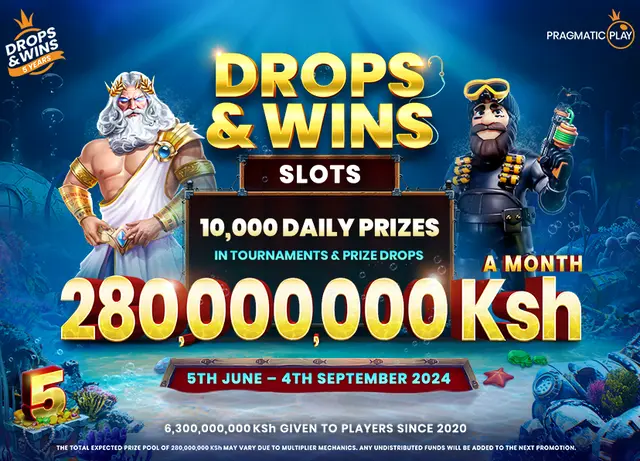 DROPS
& WINS
5 YEARS
PRAGMATIC PLAY
DROPS
& WINS
SLOTS
10,000 DAILY PRIZES
IN TOURNAMENTS & PRIZE DROPS
A MONTH
280,000,000 Ksh
5TH JUNE – 4TH SEPTEMBER 2024
5
6,300,000,000 KSh GIVEN TO PLAYERS SINCE 2020
THE TOTAL EXPECTED PRIZE POOL OF 280,000,000 KSh MAY VARY DUE TO MULTIPLIER MECHANICS. ANY UNDISTRIBUTED FUNDS WILL BE ADDED TO THE NEXT PROMOTION.